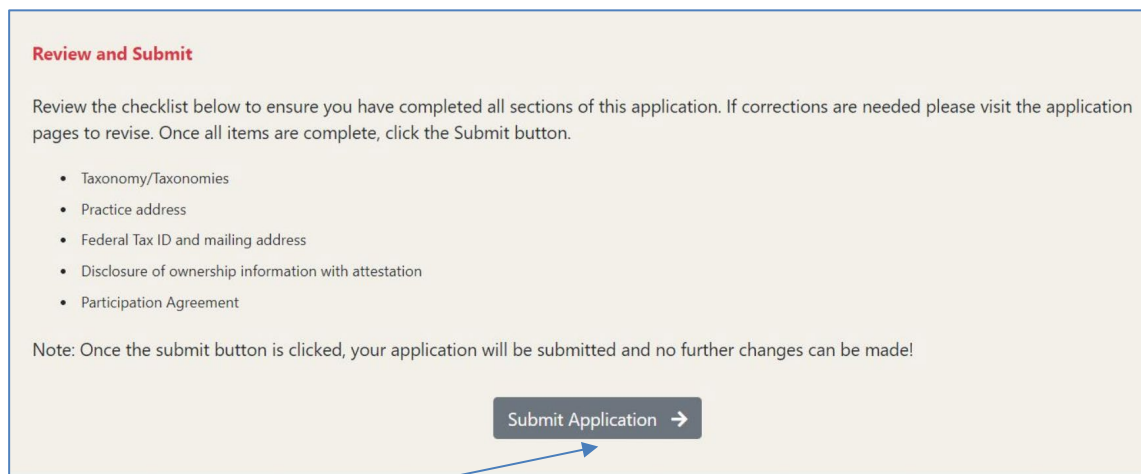 Review and Submit
Review the checklist below to ensure you have completed all sections of this application. If corrections are needed please visit the application
pages to revise. Once all items are complete, click the Submit button.
• Taxonomy/Taxonomies
• Practice address
• Federal Tax ID and mailing address
• Disclosure of ownership information with attestation
• Participation Agreement
Note: Once the submit button is clicked, your application will be submitted and no further changes can be made!
Submit Application →